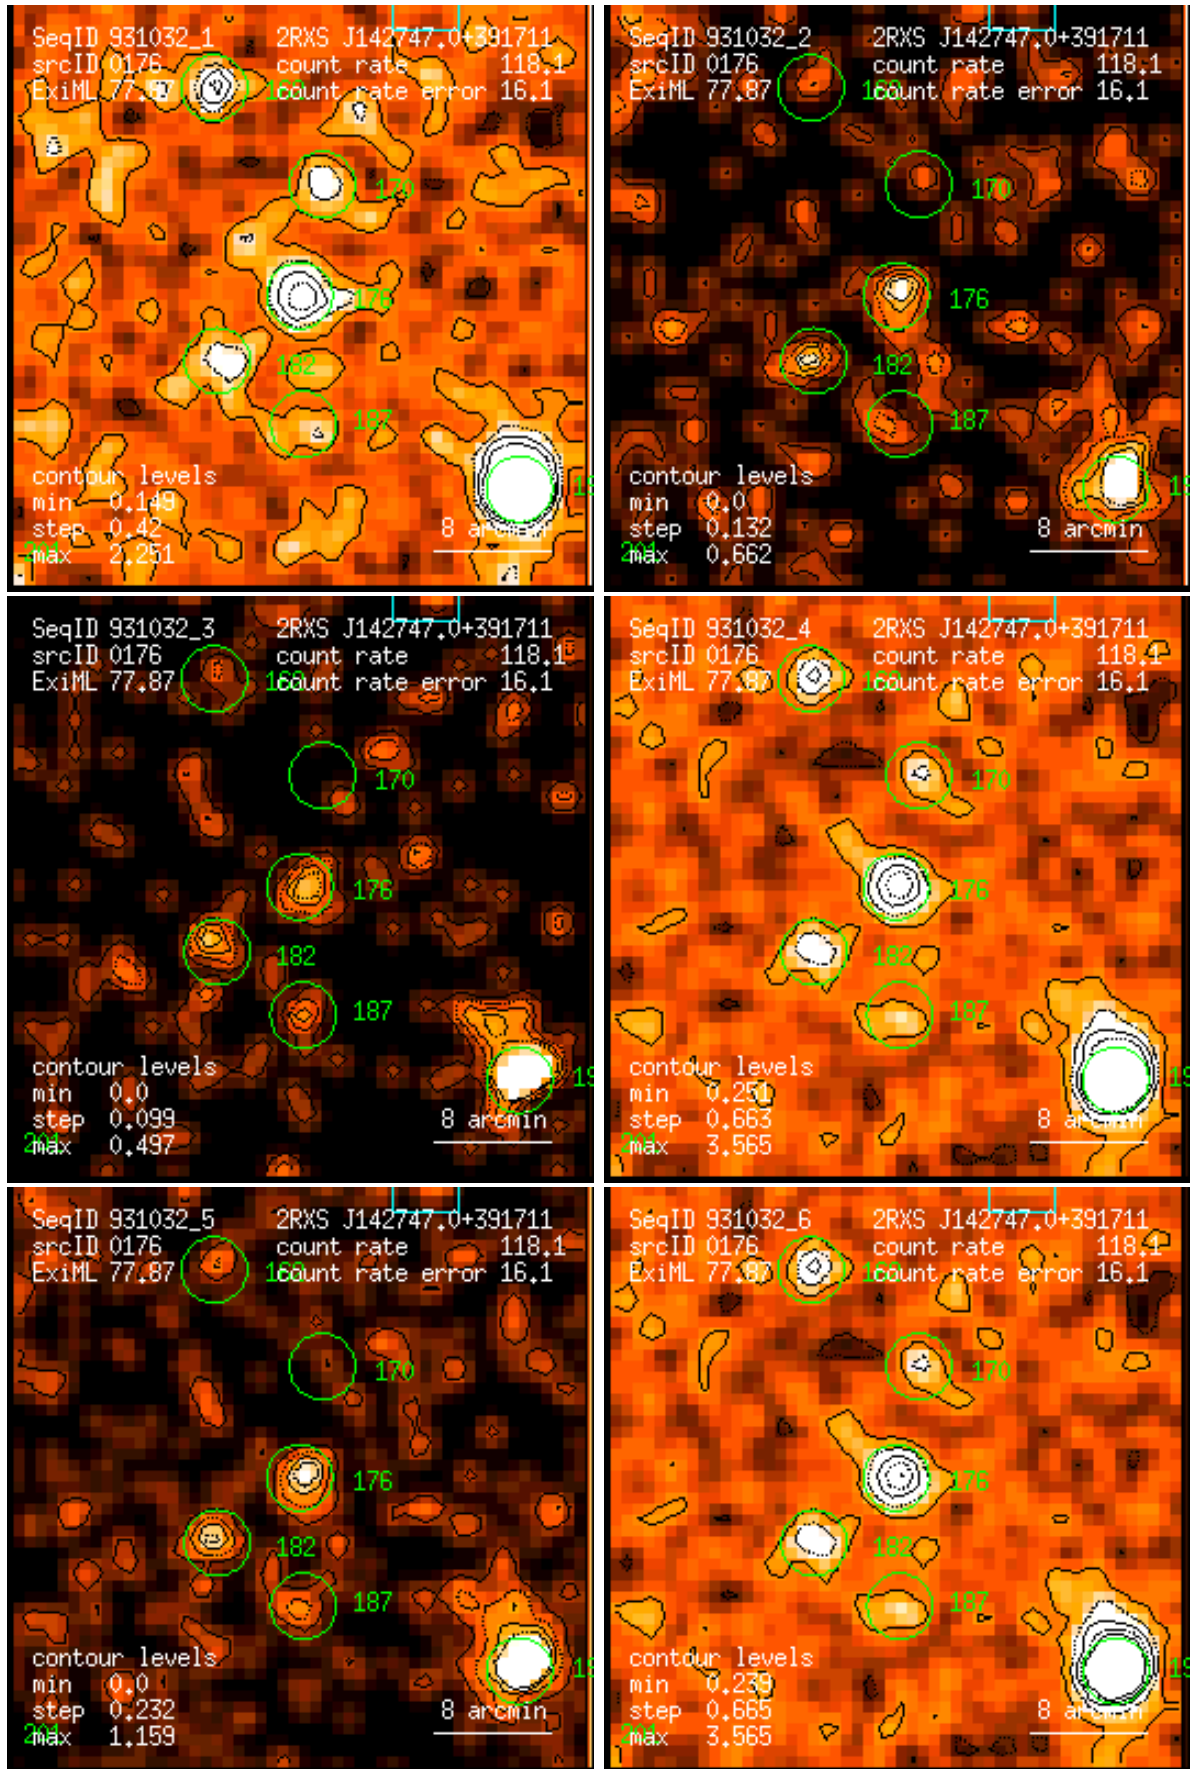 SeqID 931032_1 2RXS J142747.0+391711
srcID 0176 count rate 118.1
ExiML 77.87 count rate error 16.1
170
176
182
187
contour levels
min 0.149
step 0.42 8 arcmin
max 2.251
SeqID 931032_2 2RXS J142747.0+391711
srcID 0176 count rate 118.1
ExiML 77.87 count rate error 16.1
170
176
182
187
contour levels
min 0.0
step 0.132 8 arcmin
max 0.662
SeqID 931032_3 2RXS J142747.0+391711
srcID 0176 count rate 118.1
ExiML 77.87 count rate error 16.1
170
176
182
187
contour levels
min 0.0
step 0.099 8 arcmin
max 0.497
SeqID 931032_4 2RXS J142747.0+391711
srcID 0176 count rate 118.1
ExiML 77.87 count rate error 16.1
170
176
182
187
contour levels
min 0.251
step 0.663 8 arcmin
max 3.565
SeqID 931032_5 2RXS J142747.0+391711
srcID 0176 count rate 118.1
ExiML 77.87 count rate error 16.1
170
176
182
187
contour levels
min 0.0
step 0.232 8 arcmin
max 1.159
SeqID 931032_6 2RXS J142747.0+391711
srcID 0176 count rate 118.1
ExiML 77.87 count rate error 16.1
170
176
182
187
contour levels
min 0.239
step 0.665 8 arcmin
max 3.565